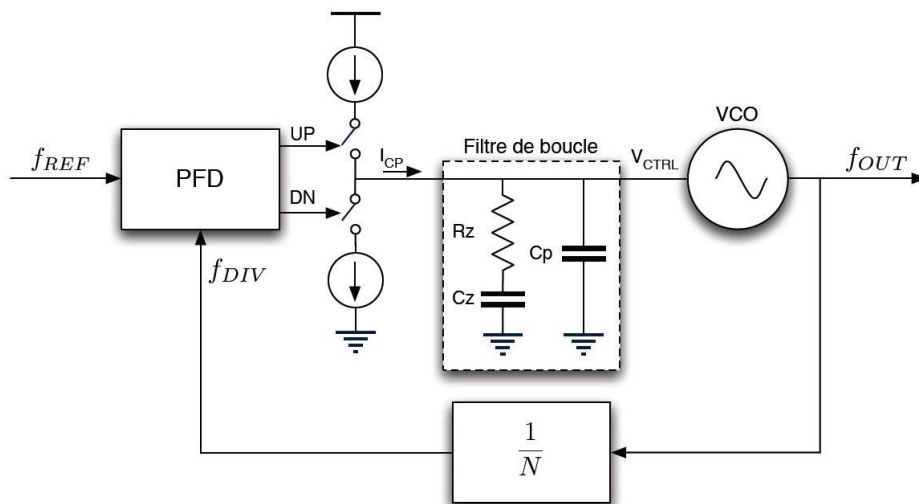 VCO
UP
Filtre de boucle
f_REF
PFD
I_CP
V_CTRL
f_OUT
DN
Rz
Cp
f_DIV
Cz
1
N